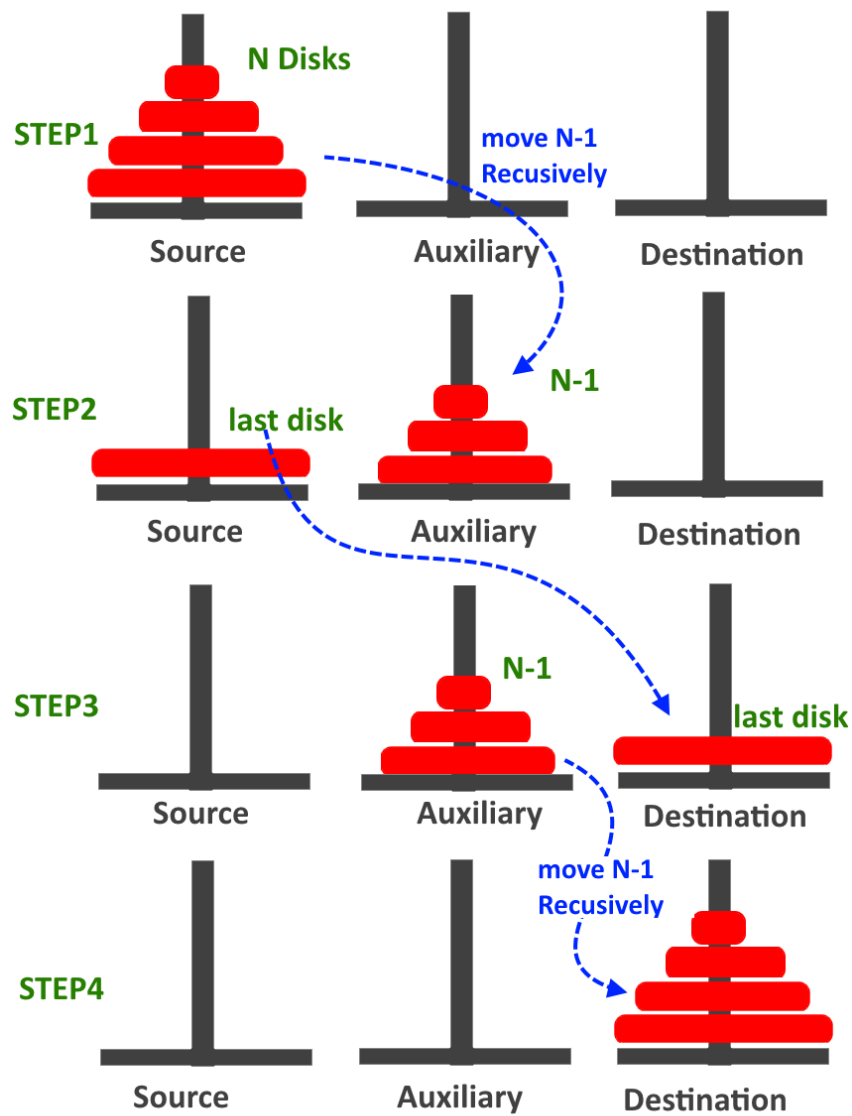 N Disks
STEP1
move N-1
Recusively
Source
Auxiliary
Destination
N-1
STEP2
last disk
Source
Auxiliary
Destination
N-1
STEP3
last disk
Source
Auxiliary
Destination
move N-1
Recusively
STEP4
Source
Auxiliary
Destination